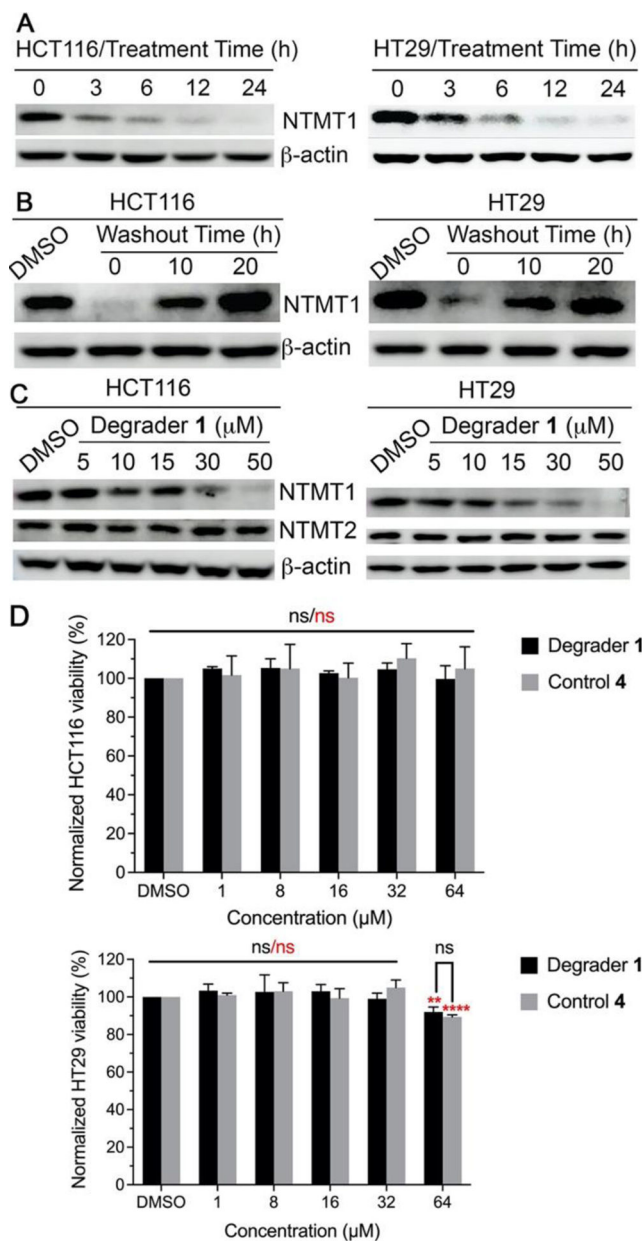 A
HCT116/Treatment Time (h) HT29/Treatment Time (h)
0 3 6 12 24 0 3 6 12 24
NTMT1
β-actin
B
HCT116 HT29
DMSO Washout Time (h) DMSO Washout Time (h)
0 10 20 0 10 20
NTMT1
β-actin
C
HCT116 HT29
DMSO Degrader 1 (μM) DMSO Degrader 1 (μM)
5 10 15 30 50 5 10 15 30 50
NTMT1
NTMT2
β-actin
D
ns/ns
Normalized HCT116 viability (%)
120
100
80
60
40
20
0
DMSO 1 8 16 32 64
Concentration (μM)
Degrader 1
Control 4
ns/ns ns
Normalized HT29 viability (%)
120
100
80
60
40
20
0
** ****
DMSO 1 8 16 32 64
Concentration (μM)
Degrader 1
Control 4